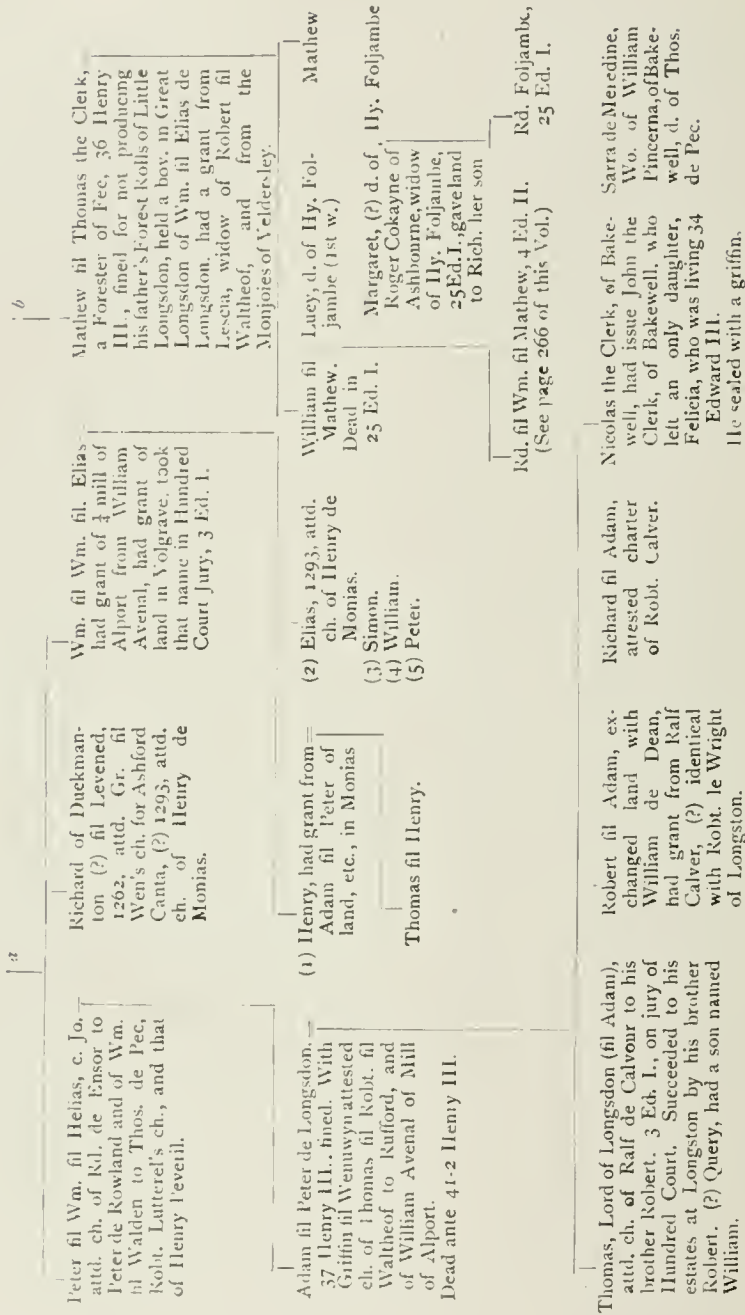 a
b
Peter fil Wm. fil Helias, c. Jo.
attd. ch. of Rd. de Ensor to
Peter de Rowland and of Wm.
fil Walden to Thos. de Pec,
Robt. Lutterel's ch., and that
of Henry Peveril.
Richard of Duckman-
ton (?) fil Levened,
1262, attd. Gr. fil
Wen's ch. for Ashford
Canta, (?) 1293, attd.
ch. of Henry de
Monias.
Wm. fil Wm. fil. Elias
had grant of ¼ mill of
Alport from William
Avenal, had grant of
land in Yolgrave, took
that name in Hundred
Court Jury, 3 Ed. I.
Mathew fil Thomas the Clerk,
a Forester of Fee, 36 Henry
III., fined for not producing
his father's Forest Rolls of Little
Longsdon, held a bov. in Great
Longsdon of Wm. fil Elias de
Longsdon, had a grant from
Lescia, widow of Robert fil
Waltheof, and from the
Monjoies of Yeldersley.
Adam fil Peter de Longsdon.
37 Henry III., fined. With
Griffin fil Wenuwyn attested
ch. of Thomas fil Robt. fil
Waltheof to Rufford, and
of William Avenal of Mill
of Alport.
Dead ante 41-2 Henry III.
(1) Henry, had grant from
Adam fil Peter of
land, etc., in Monias
Thomas fil Henry.
(2) Elias, 1293, attd.
ch. of Henry de
Monias.
(3) Simon.
(4) William.
(5) Peter.
William fil
Mathew.
Dead in
25 Ed. I.
Lucy, d. of Hy. Fol-
jambe (1st w.)
Mathew
Margaret, (?) d. of
Roger Cokayne of
Ashbourne, widow
of Hy. Foljambe,
25 Ed. I., gave land
to Rich. her son
Hy. Foljambe
Rd. fil Wm. fil Mathew, 4 Ed. II.
(See page 266 of this Vol.)
Rd. Foljambe,
25 Ed. I.
Thomas, Lord of Longsdon (fil Adam),
attd. ch. of Ralf de Calvour to his
brother Robert. 3 Ed. I., on jury of
Hundred Court. Succeeded to his
estates at Longston by his brother
Robert. (?) Query, had a son named
William.
Robert fil Adam, ex-
changed land with
William de Dean,
had grant from Ralf
Calver, (?) identical
with Robt. le Wright
of Longston.
Richard fil Adam,
attested charter
of Robt. Calver.
Nicolas the Clerk, of Bake-
well, had issue John the
Clerk, of Bakewell, who
left an only daughter,
Felicia, who was living 34
Edward III.
He sealed with a griffin.
Sarra de Meredine,
Wo. of William
Pincerna, of Bake-
well, d. of Thos.
de Pec.